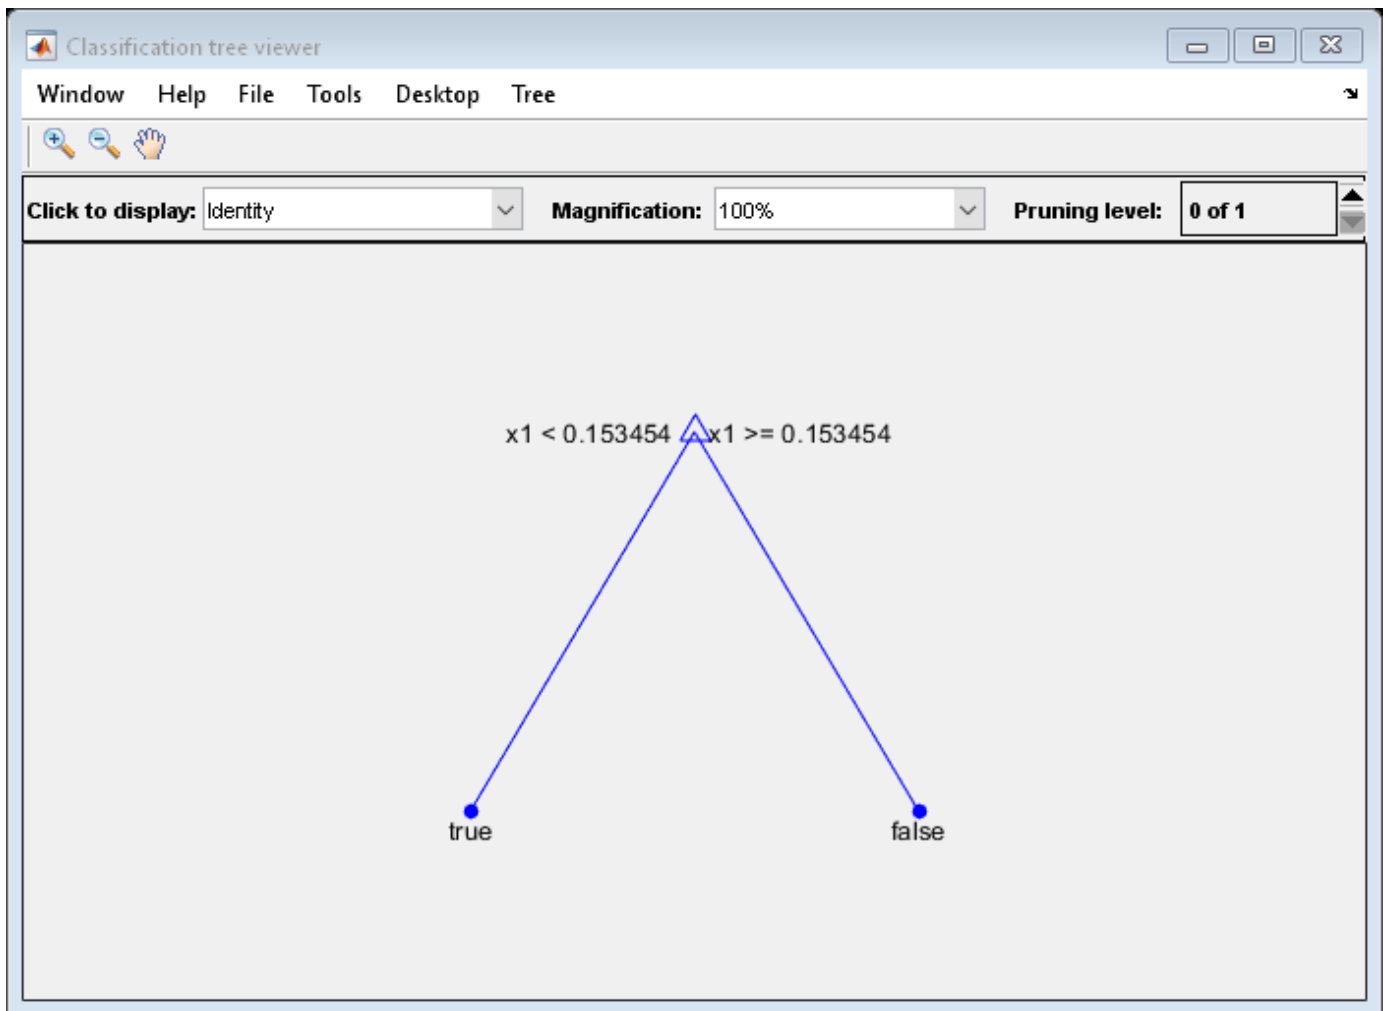 Classification tree viewer
Window Help File Tools Desktop Tree
Click to display: Identity Magnification: 100% Pruning level: 0 of 1
x1 < 0.153454 x1 >= 0.153454
true false